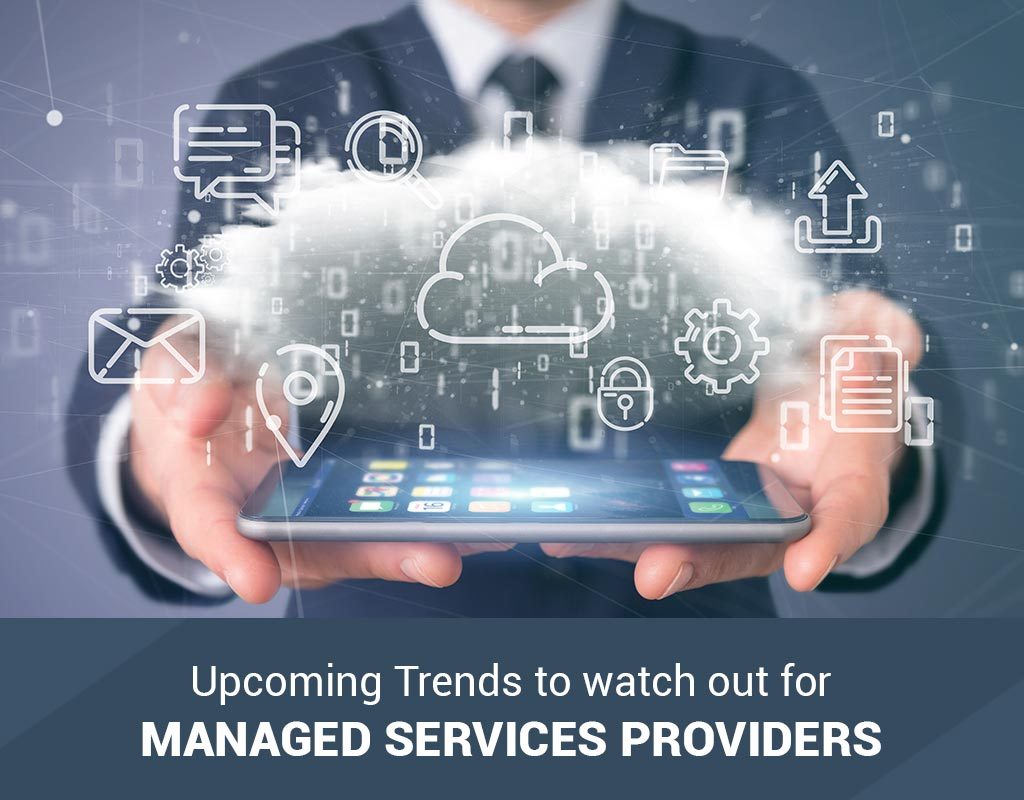 Upcoming Trends to watch out for
MANAGED SERVICES PROVIDERS